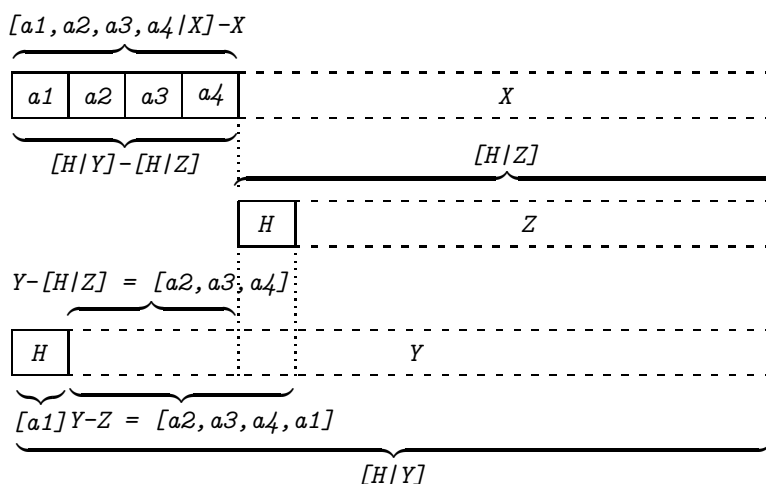 [a1,a2,a3,a4|X]-X
a1 a2 a3 a4 X
[H|Y]-[H|Z] [H|Z]
H Z
Y-[H|Z] = [a2,a3,a4]
H Y
[a1] Y-Z = [a2,a3,a4,a1]
[H|Y]